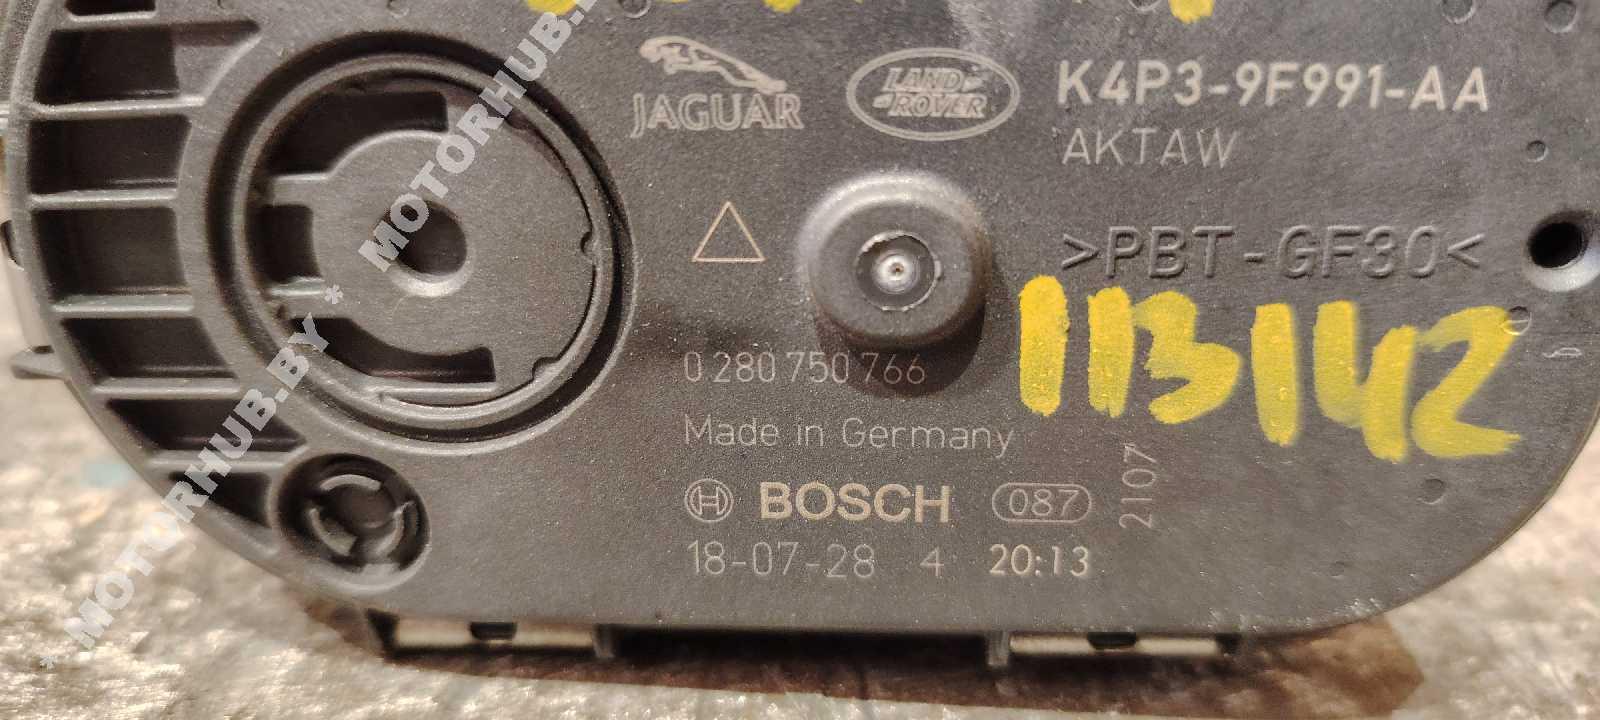 JAGUAR
LAND
ROVER
K4P3-9F991-AA
AKTAW
>PBT-GF30<
113142
0 280 750 766
Made in Germany
2107
BOSCH
087
18-07-28 4 20:13
* MOTORHUB.BY * MOTORHUB.BY